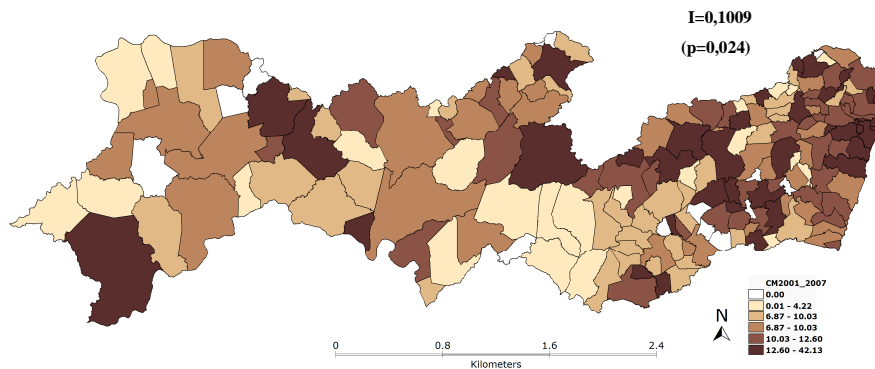 I=0,1009
(p=0,024)
CM2001_2007
0.00
0.01 - 4.22
6.87 - 10.03
6.87 - 10.03
10.03 - 12.60
12.60 - 42.13
N
0 0.8 1.6 2.4
Kilometers